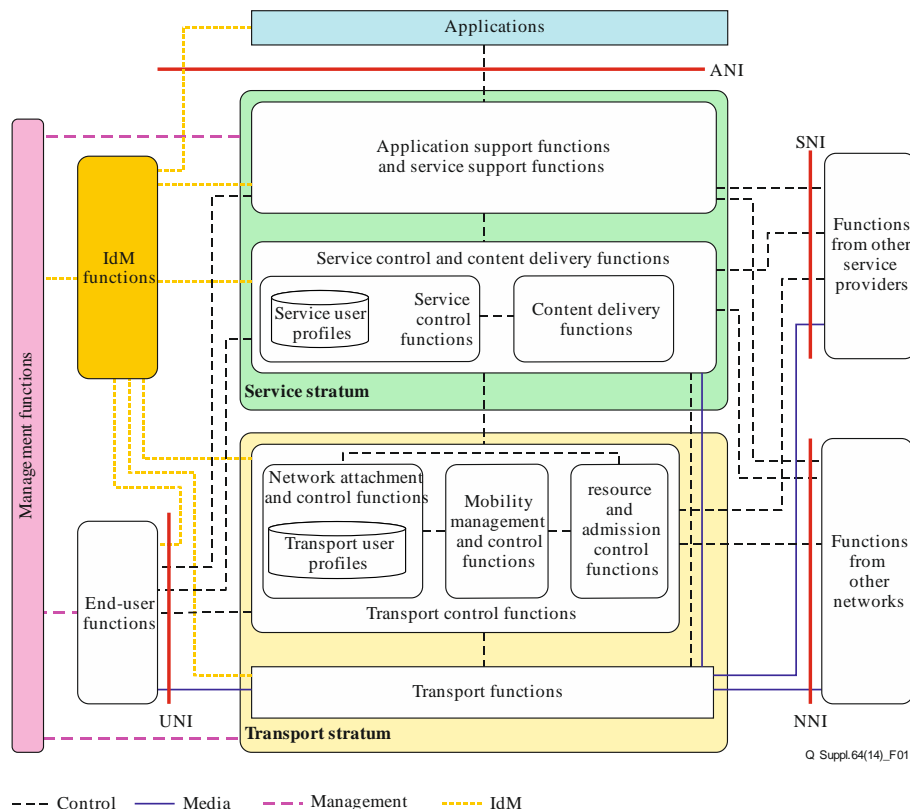 Applications
ANI
Application support functions
and service support functions
SNI
IdM
functions
Functions
from other
service
providers
Service control and content delivery functions
Service user
profiles
Service
control
functions
Content delivery
functions
Service stratum
Management functions
Network attachment
and control functions
Transport user
profiles
Mobility
management
and control
functions
resource
and
admission
control
functions
Transport control functions
End-user
functions
Functions
from
other
networks
Transport functions
UNI
NNI
Transport stratum
Q Suppl.64(14)_F01
Control
Media
Management
IdM